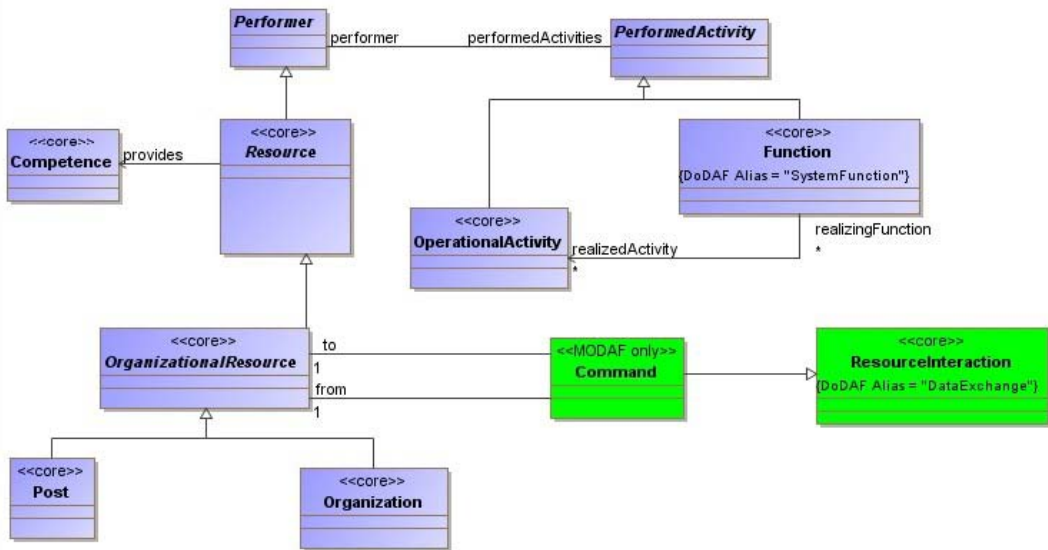 Performer
performer
performedActivities
PerformedActivity
<<core>>
Competence
provides
<<core>>
Resource
<<core>>
Function
{DoDAF Alias = "SystemFunction"}
<<core>>
OperationalActivity
realizedActivity
*
realizingFunction
*
<<core>>
OrganizationalResource
to
1
from
1
<<MODAF only>>
Command
<<core>>
ResourceInteraction
{DoDAF Alias = "DataExchange"}
<<core>>
Post
<<core>>
Organization